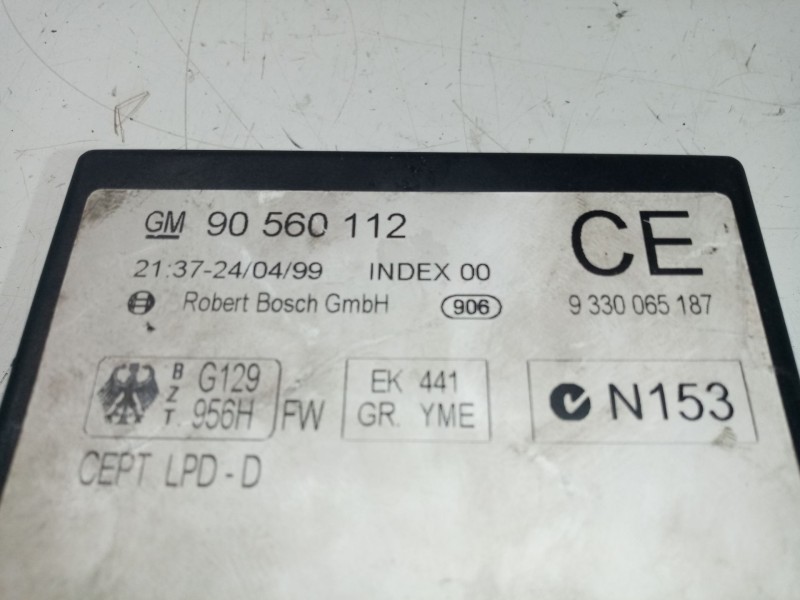 GM 90 560 112
CE
21:37-24/04/99 INDEX 00
Robert Bosch GmbH 906 9 330 065 187
BZT. G129 956H FW
EK 441
GR. YME
N153
CEPT LPD - D